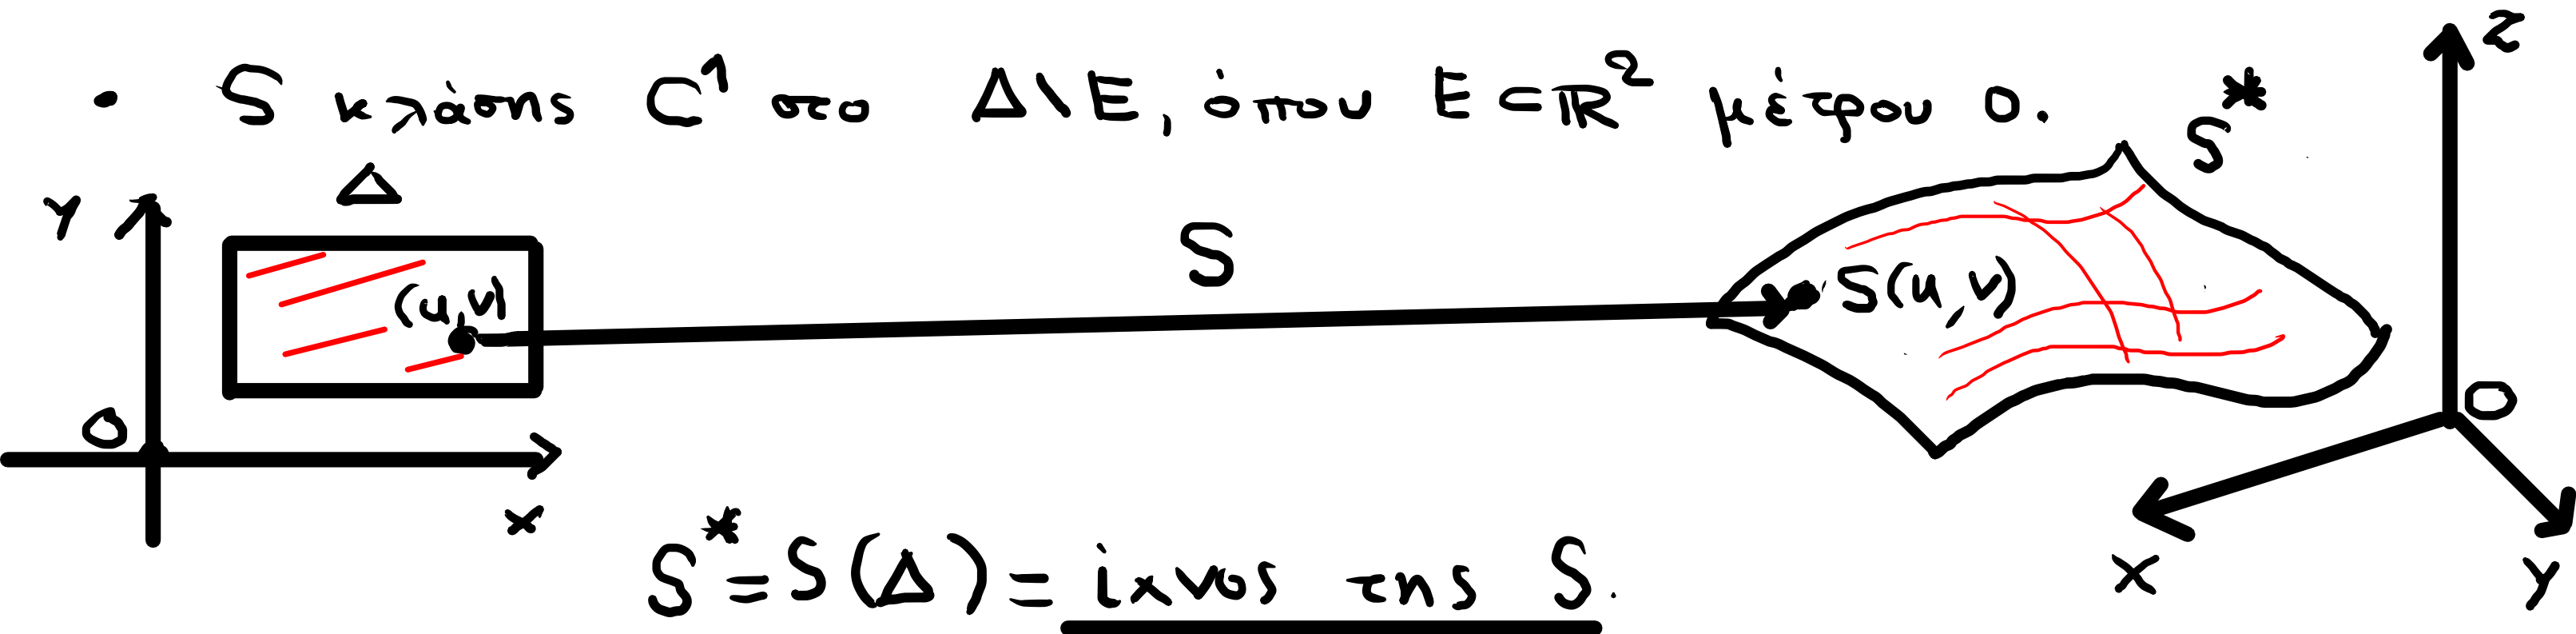 • S κλάσης C¹ στο Δ\E, όπου E⊂ℝ² μέτρου 0.
Δ
S*
z
y
S
(u,v)
S(u,v)
O
O
x
x
y
S*=S(Δ)= ίχνος της S.